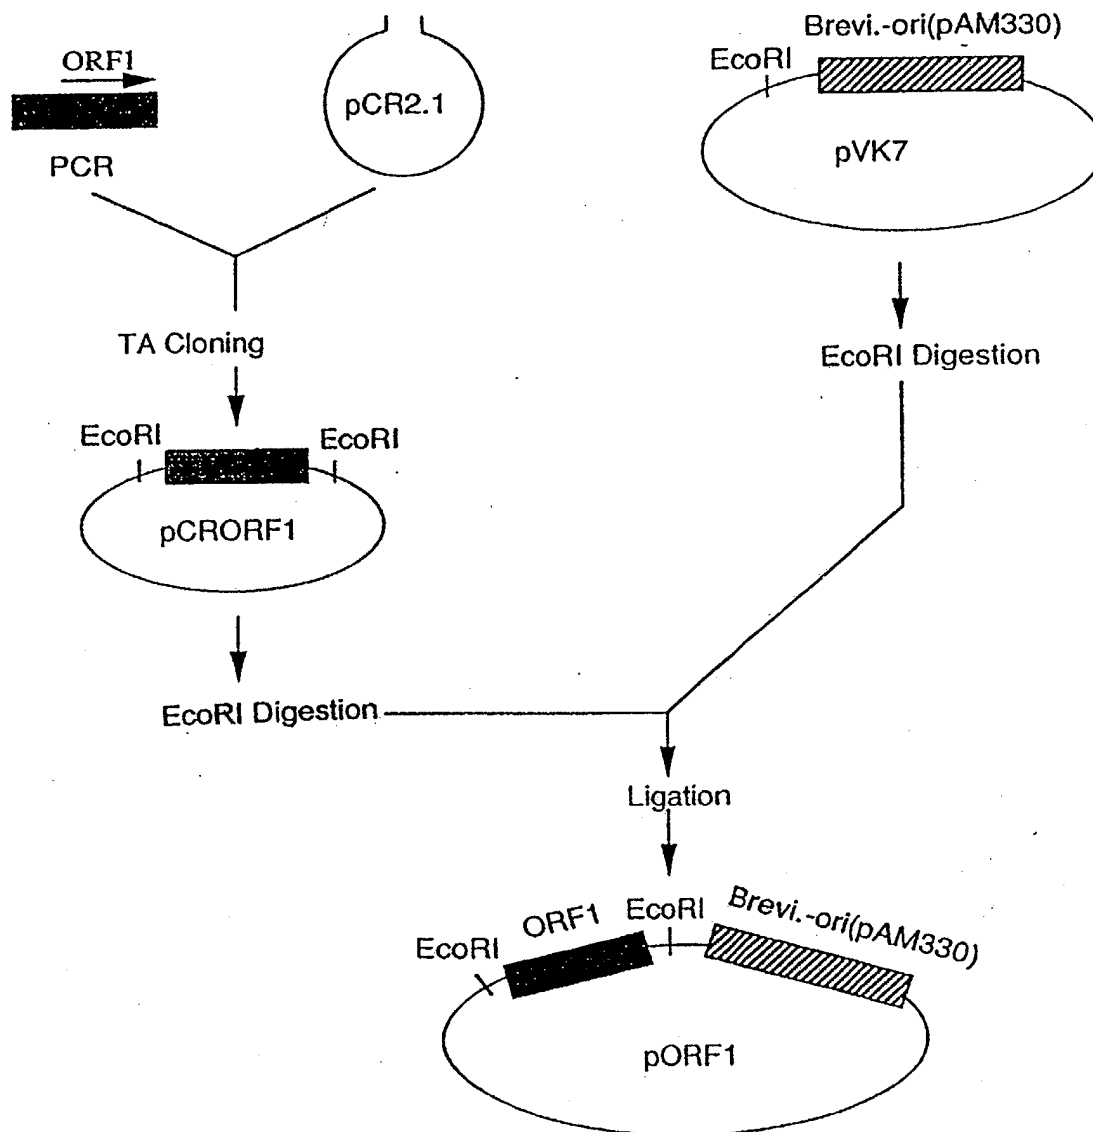 ORF1
PCR
pCR2.1
Brevi.-ori(pAM330)
EcoRI
pVK7
TA Cloning
EcoRI Digestion
EcoRI
EcoRI
pCRORF1
EcoRI Digestion
Ligation
EcoRI
ORF1
EcoRI
Brevi.-ori(pAM330)
pORF1